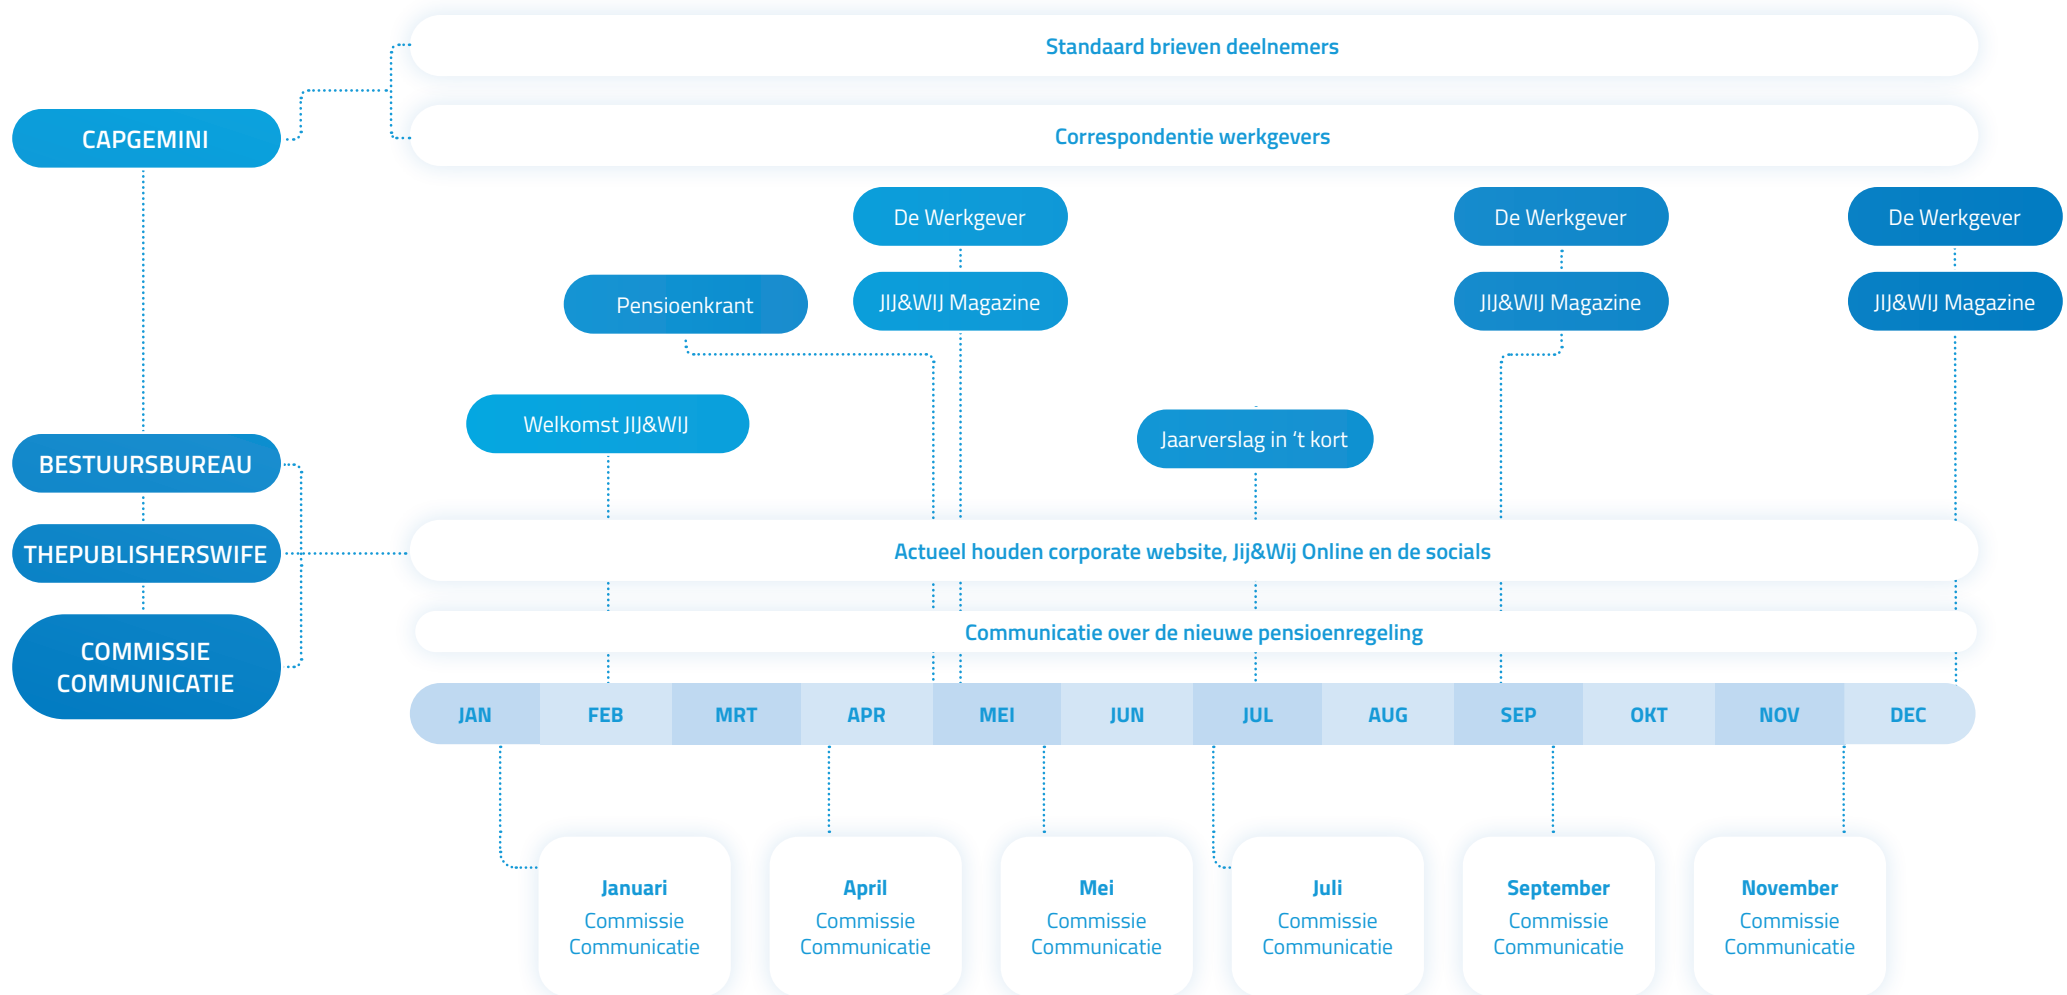 Standaard brieven deelnemers
CAPGEMINI
Correspondentie werkgevers
De Werkgever
De Werkgever
De Werkgever
Pensioenkrant
JIJ&WIJ Magazine
JIJ&WIJ Magazine
JIJ&WIJ Magazine
Welkomst JIJ&WIJ
Jaarverslag in ‘t kort
BESTUURSBUREAU
THEPUBLISHERSWIFE
COMMISSIE
COMMUNICATIE
Actueel houden corporate website, Jij&Wij Online en de socials
Communicatie over de nieuwe pensioenregeling
JAN
FEB
MRT
APR
MEI
JUN
JUL
AUG
SEP
OKT
NOV
DEC
Januari
Commissie
Communicatie
April
Commissie
Communicatie
Mei
Commissie
Communicatie
Juli
Commissie
Communicatie
September
Commissie
Communicatie
November
Commissie
Communicatie